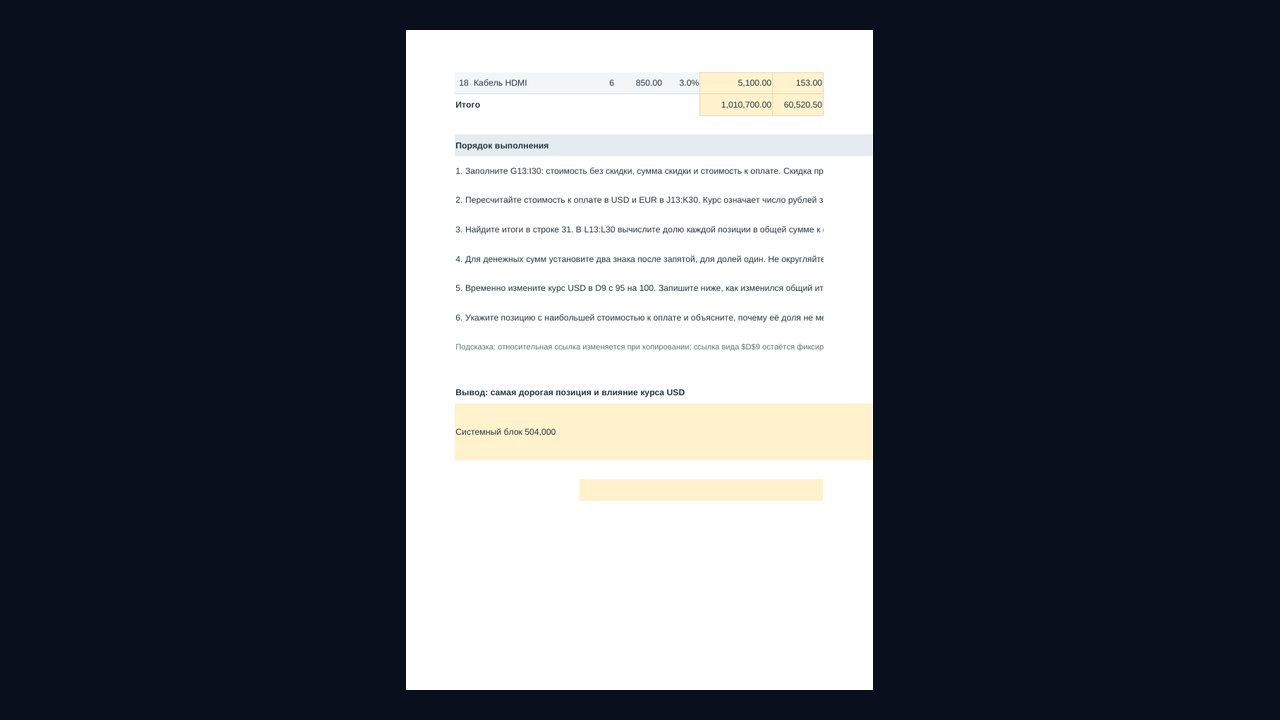 18 Кабель HDMI 6 850.00 3.0% 5,100.00 153.00
Итого 1,010,700.00 60,520.50
Порядок выполнения
1. Заполните G13:I30: стоимость без скидки, сумма скидки и стоимость к оплате. Скидка пр
2. Пересчитайте стоимость к оплате в USD и EUR в J13:K30. Курс означает число рублей з
3. Найдите итоги в строке 31. В L13:L30 вычислите долю каждой позиции в общей сумме к
4. Для денежных сумм установите два знака после запятой, для долей один. Не округляйте
5. Временно измените курс USD в D9 с 95 на 100. Запишите ниже, как изменился общий ит
6. Укажите позицию с наибольшей стоимостью к оплате и объясните, почему её доля не ме
Подсказка: относительная ссылка изменяется при копировании; ссылка вида $D$9 остаётся фиксир
Вывод: самая дорогая позиция и влияние курса USD
Системный блок 504,000